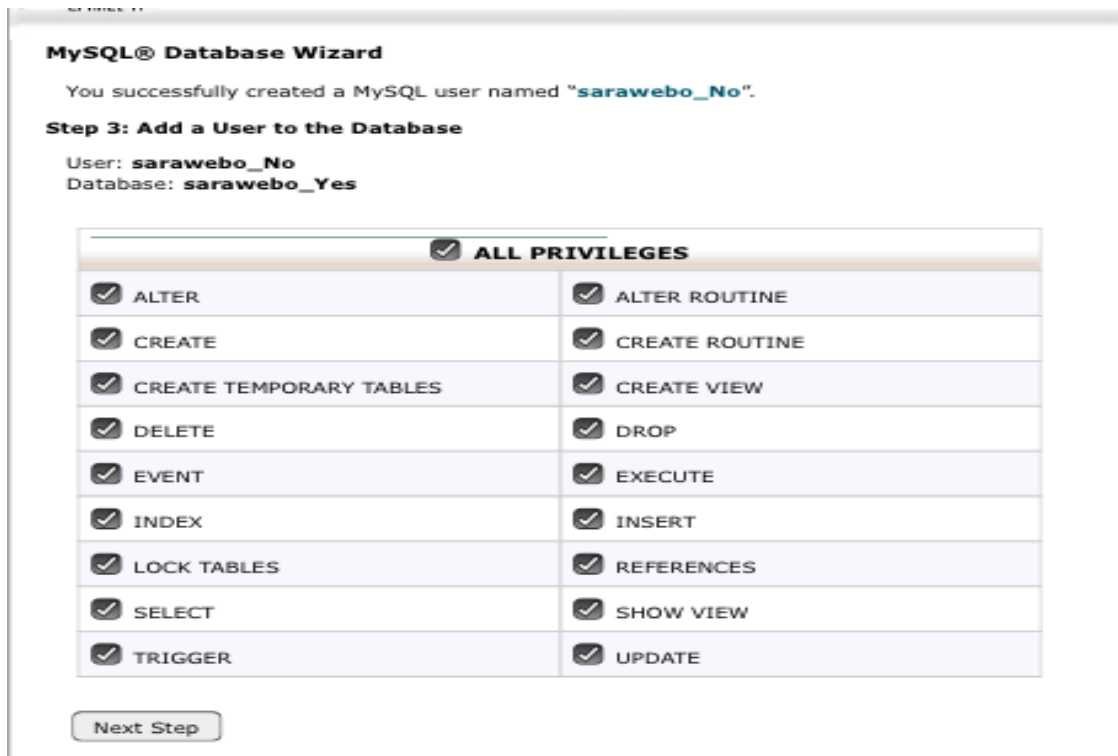 MySQL® Database Wizard
You successfully created a MySQL user named "sarawebo_No".
Step 3: Add a User to the Database
User: sarawebo_No
Database: sarawebo_Yes
ALL PRIVILEGES
ALTER
ALTER ROUTINE
CREATE
CREATE ROUTINE
CREATE TEMPORARY TABLES
CREATE VIEW
DELETE
DROP
EVENT
EXECUTE
INDEX
INSERT
LOCK TABLES
REFERENCES
SELECT
SHOW VIEW
TRIGGER
UPDATE
Next Step